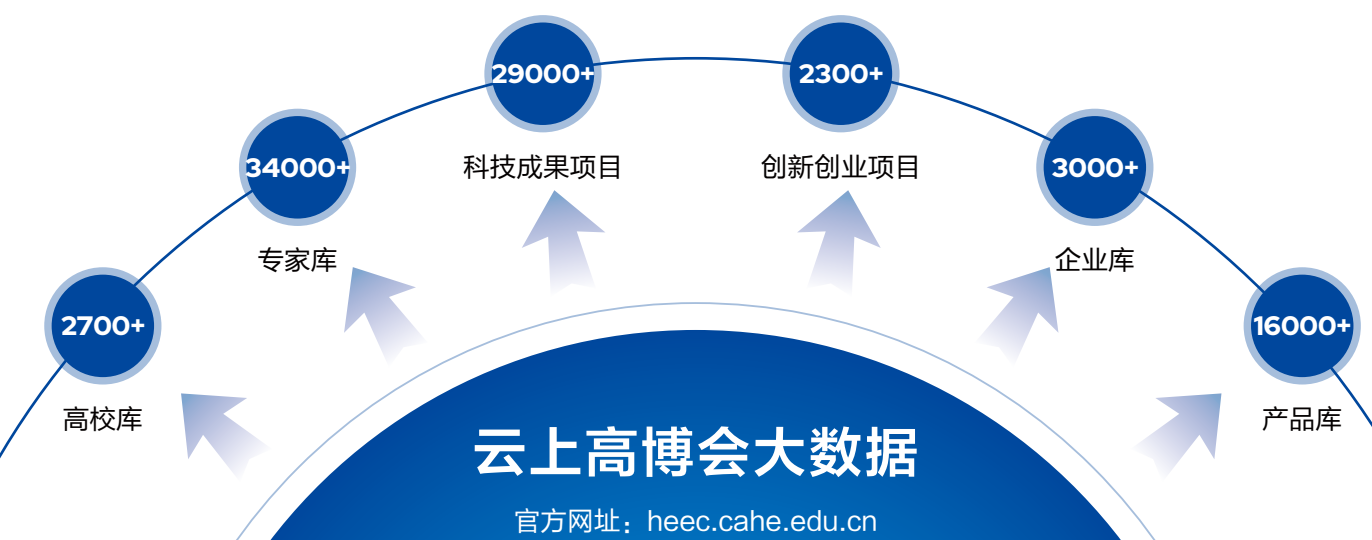 29000+
科技成果项目
2300+
创新创业项目
34000+
专家库
3000+
企业库
2700+
高校库
16000+
产品库
云上高博会大数据
官方网址：heec.cahe.edu.cn